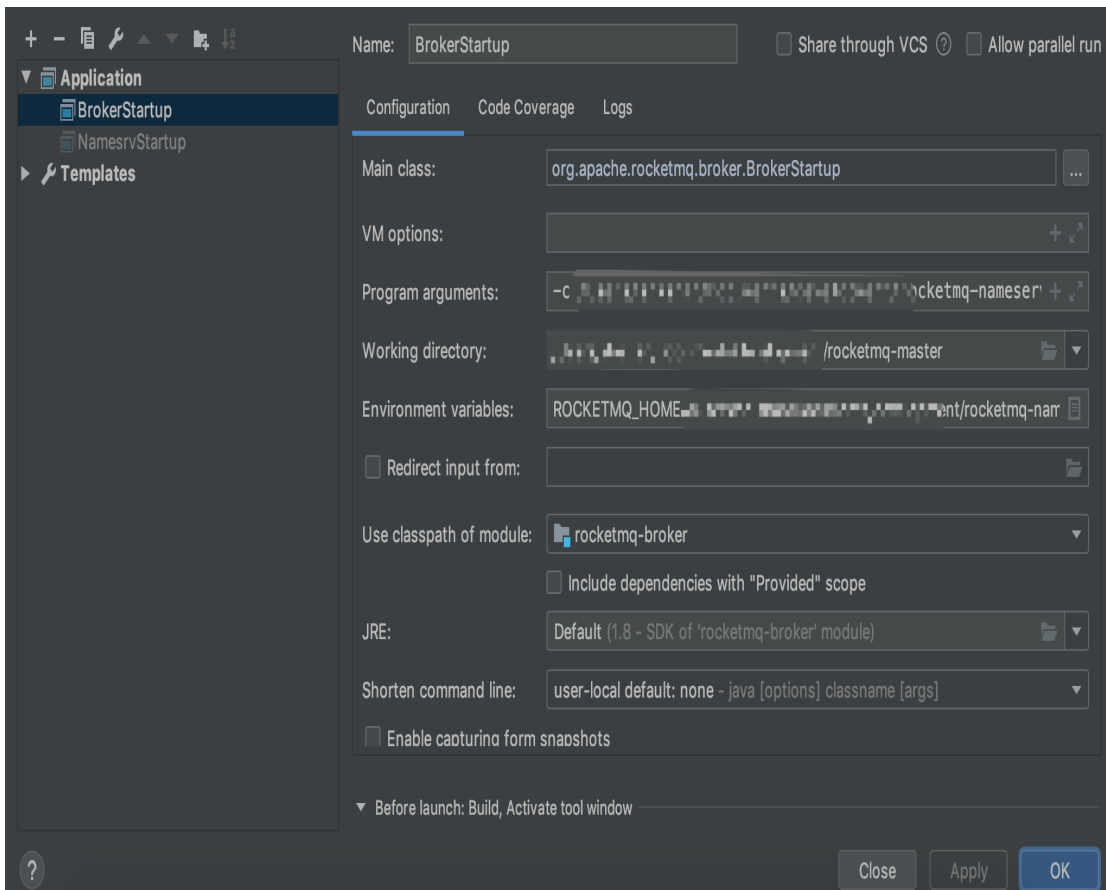 Name: BrokerStartup Share through VCS ? Allow parallel run
Application
BrokerStartup
NamesrvStartup
Templates
Configuration Code Coverage Logs
Main class: org.apache.rocketmq.broker.BrokerStartup ...
VM options:
Program arguments: -c ocketmq-nameser
Working directory: /rocketmq-master
Environment variables: ROCKETMQ_HOME ent/rocketmq-nam
Redirect input from:
Use classpath of module: rocketmq-broker
Include dependencies with "Provided" scope
JRE: Default (1.8 - SDK of 'rocketmq-broker' module)
Shorten command line: user-local default: none - java [options] classname [args]
Enable capturing form snapshots
Before launch: Build, Activate tool window
? Close Apply OK